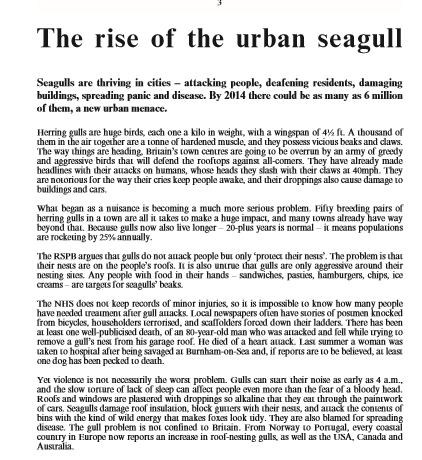 3
The rise of the urban seagull
Seagulls are thriving in cities – attacking people, deafening residents, damaging
buildings, spreading panic and disease. By 2014 there could be as many as 6 million
of them, a new urban menace.
Herring gulls are huge birds, each one a kilo in weight, with a wingspan of 4½ ft. A thousand of
them in the air together are a tonne of hardened muscle, and they possess vicious beaks and claws.
The way things are heading, Britain's town centres are going to be overrun by an army of greedy
and aggressive birds that will defend the rooftops against all-comers. They have already made
headlines with their attacks on humans, whose heads they slash with their claws at 40mph. They
are notorious for the way their cries keep people awake, and their droppings also cause damage to
buildings and cars.
What began as a nuisance is becoming a much more serious problem. Fifty breeding pairs of
herring gulls in a town are all it takes to make a huge impact, and many towns already have way
beyond that. Because gulls now also live longer – 20-plus years is normal – it means populations
are rocketing by 25% annually.
The RSPB argues that gulls do not attack people but only 'protect their nests'. The problem is that
their nests are on the people's roofs. It is also untrue that gulls are only aggressive around their
nesting sites. Any people with food in their hands – sandwiches, pasties, hamburgers, chips, ice
creams – are targets for seagulls' beaks.
The NHS does not keep records of minor injuries, so it is impossible to know how many people
have needed treatment after gull attacks. Local newspapers often have stories of postmen knocked
from bicycles, householders terrorised, and scaffolders forced down their ladders. There has been
at least one well-publicised death, of an 80-year-old man who was attacked and fell while trying to
remove a gull's nest from his garage roof. He died of a heart attack. Last summer a woman was
taken to hospital after being savaged at Burnham-on-Sea and, if reports are to be believed, at least
one dog has been pecked to death.
Yet violence is not necessarily the worst problem. Gulls can start their noise as early as 4 a.m.,
and the slow torture of lack of sleep can affect people even more than the fear of a bloody head.
Roofs and windows are plastered with droppings so alkaline that they eat through the paintwork
of cars. Seagulls damage roof insulation, block gutters with their nests, and attack the contents of
bins with the kind of wild energy that makes foxes look tidy. They are also blamed for spreading
disease. The gull problem is not confined to Britain. From Norway to Portugal, every coastal
country in Europe now reports an increase in roof-nesting gulls, as well as the USA, Canada and
Australia.